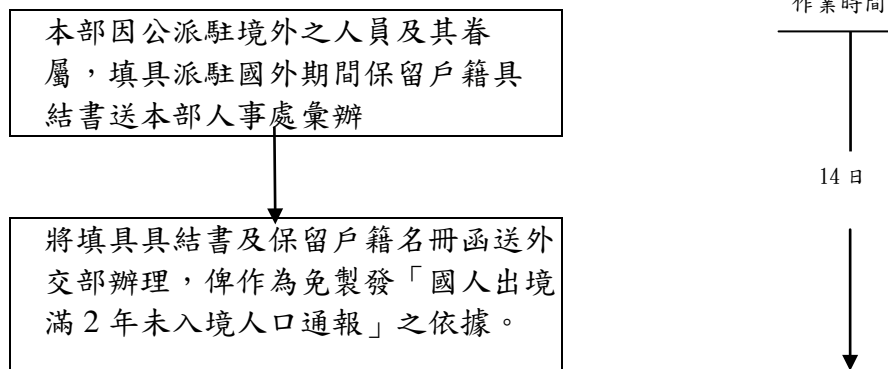 作業時間
本部因公派駐境外之人員及其眷
屬，填具派駐國外期間保留戶籍具
結書送本部人事處彙辦
14 日
將填具具結書及保留戶籍名冊函送外
交部辦理，俾作為免製發「國人出境
滿 2 年未入境人口通報」之依據。